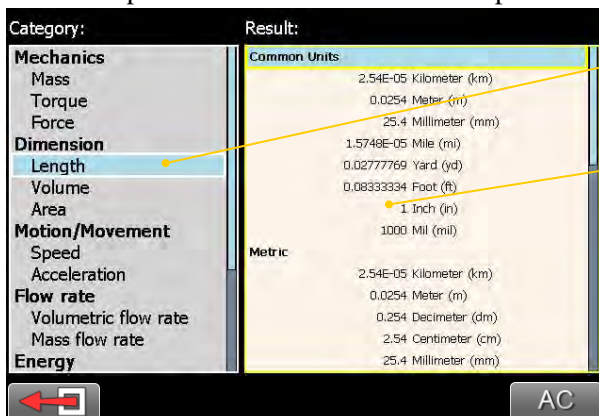 Category:
Mechanics
Mass
Torque
Force
Dimension
Length
Volume
Area
Motion/Movement
Speed
Acceleration
Flow rate
Volumetric flow rate
Mass flow rate
Energy
Result:
Common Units
2.54E-05 Kilometer (km)
0.0254 Meter (m)
25.4 Millimeter (mm)
1.5748E-05 Mile (mi)
0.02777769 Yard (yd)
0.08333334 Foot (ft)
1 Inch (in)
1000 Mil (mil)
Metric
2.54E-05 Kilometer (km)
0.0254 Meter (m)
0.254 Decimeter (dm)
2.54 Centimeter (cm)
25.4 Millimeter (mm)
AC